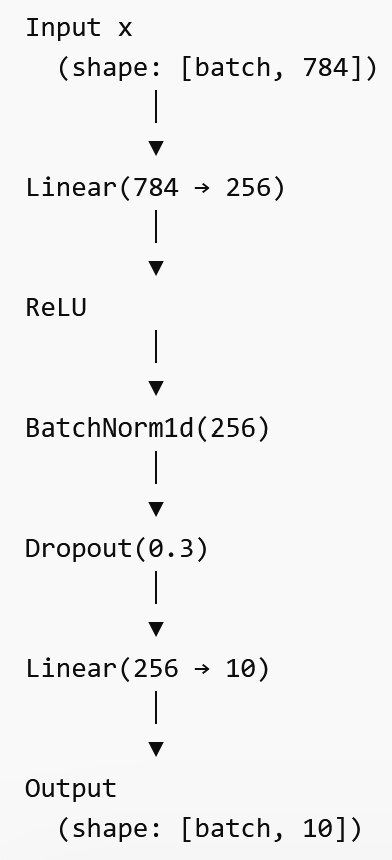 Input x
(shape: [batch, 784])
Linear(784 → 256)
ReLU
BatchNorm1d(256)
Dropout(0.3)
Linear(256 → 10)
Output
(shape: [batch, 10])